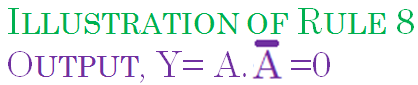 Illustration of Rule 8
Output, Y= A.A̅ =0